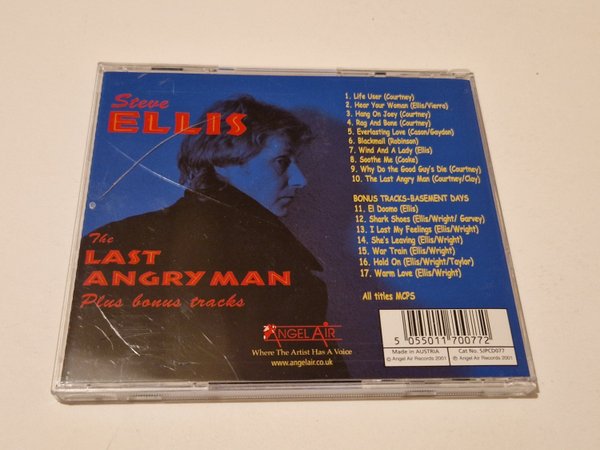 Steve
ELLIS
The
LAST
ANGRY MAN
Plus bonus tracks
1. Life User (Courtney)
2. Hear Your Woman (Ellis/Vierra)
3. Hang On Joey (Courtney)
4. Rag And Bone (Courtney)
5. Everlasting Love (Cason/Gaydon)
6. Blackmail (Robinson)
7. Wind And A Lady (Ellis)
8. Soothe Me (Cooke)
9. Why Do the Good Guy's Die (Courtney)
10. The Last Angry Man (Courtney/Clay)
BONUS TRACKS-BASEMENT DAYS
11. El Doomo (Ellis)
12. Shark Shoes (Ellis/Wright/ Garvey)
13. I Lost My Feelings (Ellis/Wright)
14. She's Leaving (Ellis/Wright)
15. War Train (Ellis/Wright)
16. Hold On (Ellis/Wright/Taylor)
17. Warm Love (Ellis/Wright)
All titles MCPS
ANGEL AIR
Where The Artist Has A Voice
www.angelair.co.uk
5 055011 700772
Made in AUSTRIA
Cat No. SJPCD077
© Angel Air Records 2001
℗ Angel Air Records 2001